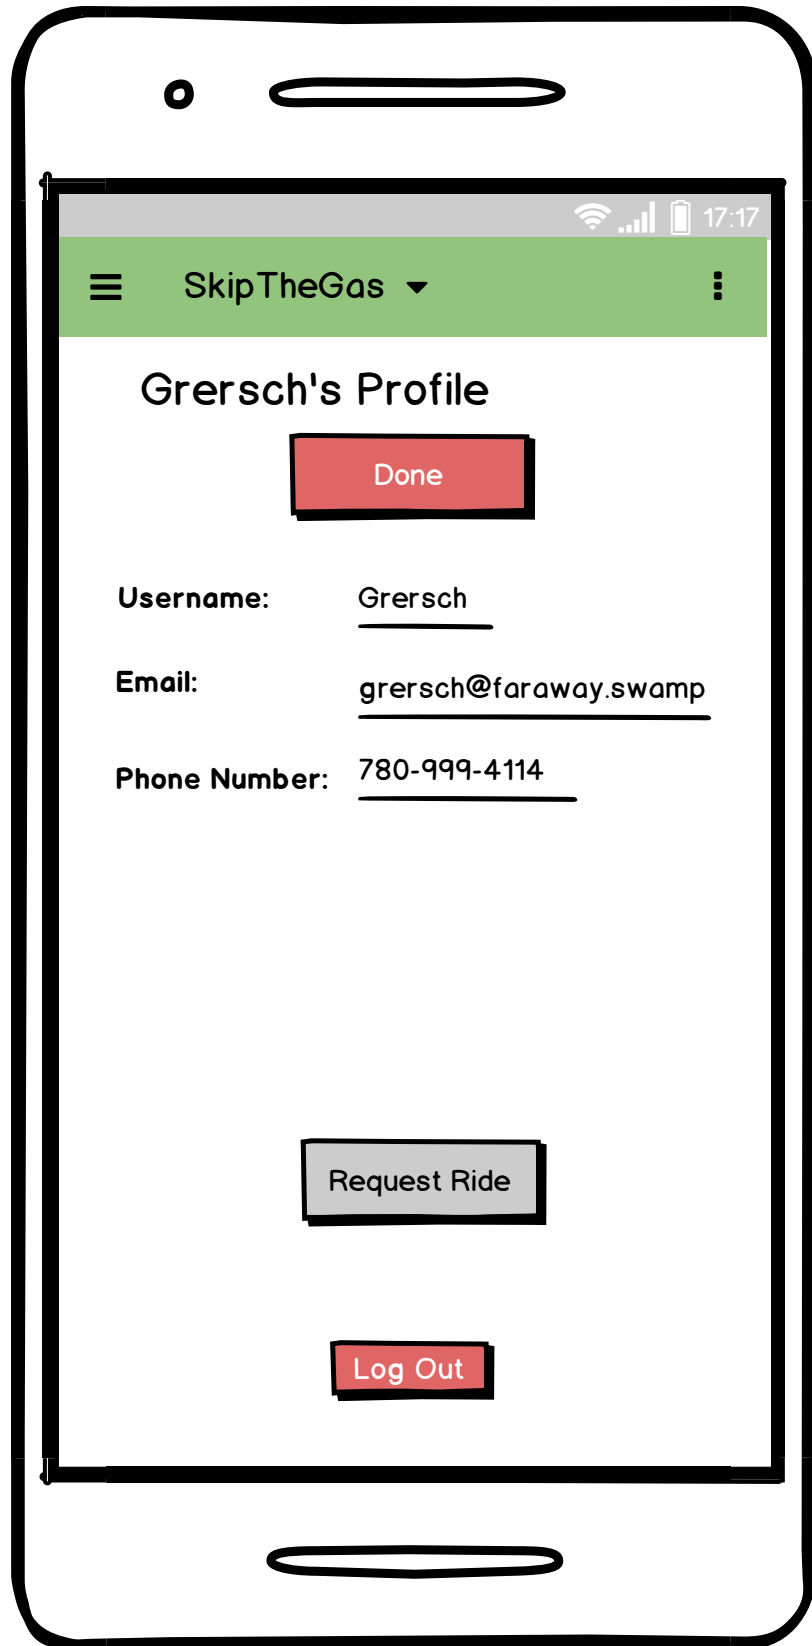 17:17
SkipTheGas
Grersch's Profile
Done
Username: Grersch
Email: grersch@faraway.swamp
Phone Number: 780-999-4114
Request Ride
Log Out